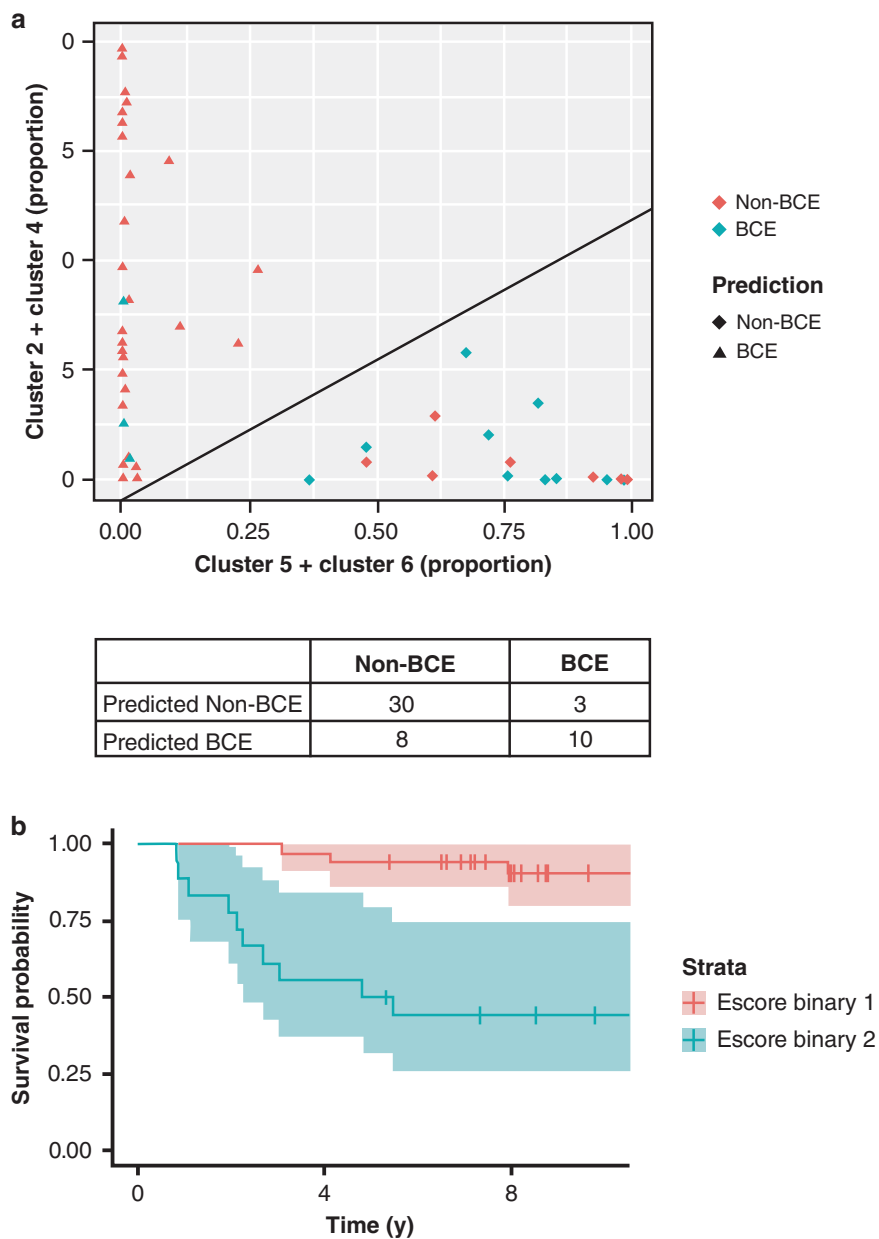 a
Cluster 2 + cluster 4 (proportion)
0
5
0
5
0
0.00 0.25 0.50 0.75 1.00
Cluster 5 + cluster 6 (proportion)
Non-BCE
BCE
Prediction
Non-BCE
BCE
Non-BCE BCE
Predicted Non-BCE 30 3
Predicted BCE 8 10
b
Survival probability
1.00
0.75
0.50
0.25
0.00
0 4 8
Time (y)
Strata
Escore binary 1
Escore binary 2